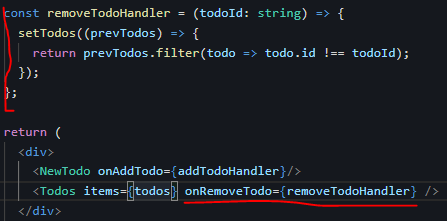 const removeTodoHandler = (todoId: string) => {
setTodos((prevTodos) => {
return prevTodos.filter(todo => todo.id !== todoId);
});
};
return (
<div>
<NewTodo onAddTodo={addTodoHandler}/>
<Todos items={todos} onRemoveTodo={removeTodoHandler} />
</div>